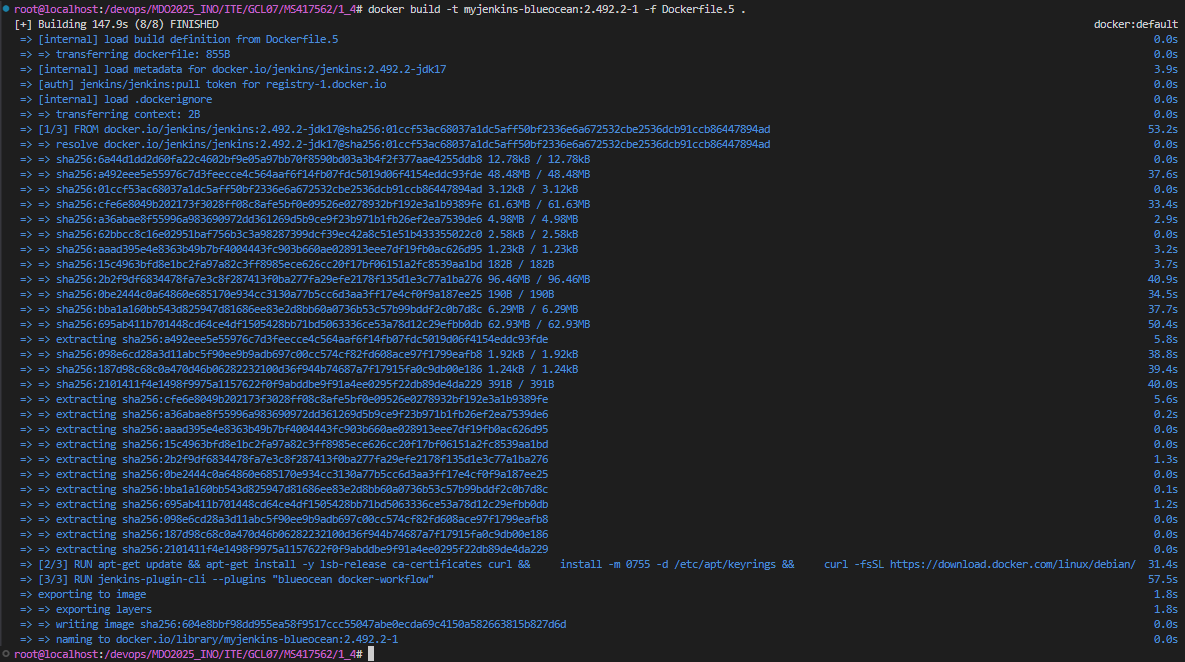 root@localhost:/devops/MDO2025_INO/ITE/GCL07/MS417562/1_4# docker build -t myjenkins-blueocean:2.492.2-1 -f Dockerfile.5 .
[+] Building 147.9s (8/8) FINISHED docker:default
=> [internal] load build definition from Dockerfile.5 0.0s
=> => transferring dockerfile: 855B 0.0s
=> [internal] load metadata for docker.io/jenkins/jenkins:2.492.2-jdk17 3.9s
=> [auth] jenkins/jenkins:pull token for registry-1.docker.io 0.0s
=> [internal] load .dockerignore 0.0s
=> => transferring context: 2B 0.0s
=> [1/3] FROM docker.io/jenkins/jenkins:2.492.2-jdk17@sha256:01ccf53ac68037a1dc5aff50bf2336e6a672532cbe2536dcb91ccb86447894ad 53.2s
=> => resolve docker.io/jenkins/jenkins:2.492.2-jdk17@sha256:01ccf53ac68037a1dc5aff50bf2336e6a672532cbe2536dcb91ccb86447894ad 0.0s
=> => sha256:6a44d1dd2d60fa22c4602bf9e05a97bb70f8590bd03a3b4f2f377aae4255ddb8 12.78kB / 12.78kB 0.0s
=> => sha256:a492eee5e55976c7d3feecce4c564aaf6f14fb07fdc5019d06f4154eddc93fde 48.48MB / 48.48MB 37.6s
=> => sha256:01ccf53ac68037a1dc5aff50bf2336e6a672532cbe2536dcb91ccb86447894ad 3.12kB / 3.12kB 0.0s
=> => sha256:cfe6e8049b202173f3028ff08c8afe5bf0e09526e0278932bf192e3a1b9389fe 61.63MB / 61.63MB 33.4s
=> => sha256:a36abae8f55996a983690972dd361269d5b9ce9f23b971b1fb26ef2ea7539de6 4.98MB / 4.98MB 2.9s
=> => sha256:62bbcc8c16e02951baf756b3c3a98287399dcf39ec42a8c51e51b433355022c0 2.58kB / 2.58kB 0.0s
=> => sha256:aaad395e4e8363b49b7bf4004443fc903b660ae028913eee7df19fb0ac626d95 1.23kB / 1.23kB 3.2s
=> => sha256:15c4963bfd8e1bc2fa97a82c3ff8985ece626cc20f17bf06151a2fc8539aa1bd 182B / 182B 3.7s
=> => sha256:2b2f9df6834478fa7e3c8f287413f0ba277fa29efe2178f135d1e3c77a1ba276 96.46MB / 96.46MB 40.9s
=> => sha256:0be2444c0a64860e685170e934cc3130a77b5cc6d3aa3ff17e4cf0f9a187ee25 190B / 190B 34.5s
=> => sha256:bba1a160bb543d825947d81686ee83e2d8bb60a0736b53c57b99bddf2c0b7d8c 6.29MB / 6.29MB 37.7s
=> => sha256:695ab411b701448cd64ce4df1505428bb71bd5063336ce53a78d12c29efbb0db 62.93MB / 62.93MB 50.4s
=> => extracting sha256:a492eee5e55976c7d3feecce4c564aaf6f14fb07fdc5019d06f4154eddc93fde 5.8s
=> => sha256:098e6cd28a3d11abc5f90ee9b9adb697c00cc574cf82fd608ace97f1799eafb8 1.92kB / 1.92kB 38.8s
=> => sha256:187d98c68c0a470d46b06282232100d36f944b74687a7f17915fa0c9db00e186 1.24kB / 1.24kB 39.4s
=> => sha256:2101411f4e1498f9975a1157622f0f9abddbe9f91a4ee0295f22db89de4da229 391B / 391B 40.0s
=> => extracting sha256:cfe6e8049b202173f3028ff08c8afe5bf0e09526e0278932bf192e3a1b9389fe 5.6s
=> => extracting sha256:a36abae8f55996a983690972dd361269d5b9ce9f23b971b1fb26ef2ea7539de6 0.2s
=> => extracting sha256:aaad395e4e8363b49b7bf4004443fc903b660ae028913eee7df19fb0ac626d95 0.0s
=> => extracting sha256:15c4963bfd8e1bc2fa97a82c3ff8985ece626cc20f17bf06151a2fc8539aa1bd 0.0s
=> => extracting sha256:2b2f9df6834478fa7e3c8f287413f0ba277fa29efe2178f135d1e3c77a1ba276 1.3s
=> => extracting sha256:0be2444c0a64860e685170e934cc3130a77b5cc6d3aa3ff17e4cf0f9a187ee25 0.0s
=> => extracting sha256:bba1a160bb543d825947d81686ee83e2d8bb60a0736b53c57b99bddf2c0b7d8c 0.1s
=> => extracting sha256:695ab411b701448cd64ce4df1505428bb71bd5063336ce53a78d12c29efbb0db 1.2s
=> => extracting sha256:098e6cd28a3d11abc5f90ee9b9adb697c00cc574cf82fd608ace97f1799eafb8 0.0s
=> => extracting sha256:187d98c68c0a470d46b06282232100d36f944b74687a7f17915fa0c9db00e186 0.0s
=> => extracting sha256:2101411f4e1498f9975a1157622f0f9abddbe9f91a4ee0295f22db89de4da229 0.0s
=> [2/3] RUN apt-get update && apt-get install -y lsb-release ca-certificates curl &&     install -m 0755 -d /etc/apt/keyrings &&     curl -fsSL https://download.docker.com/linux/debian/ 31.4s
=> [3/3] RUN jenkins-plugin-cli --plugins "blueocean docker-workflow" 57.5s
=> exporting to image 1.8s
=> => exporting layers 1.8s
=> => writing image sha256:604e8bbf98dd955ea58f9517ccc55047abe0ecda69c4150a582663815b827d6d 0.0s
=> => naming to docker.io/library/myjenkins-blueocean:2.492.2-1 0.0s
root@localhost:/devops/MDO2025_INO/ITE/GCL07/MS417562/1_4#